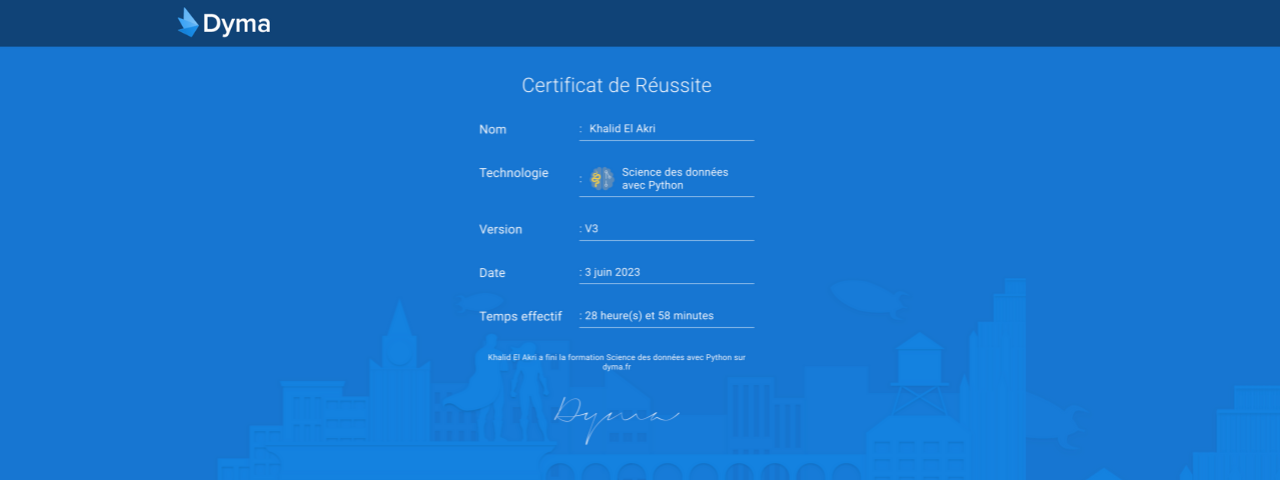 Dyma
Certificat de Réussite
Nom : Khalid El Akri
Technologie : Science des données
avec Python
Version : V3
Date : 3 juin 2023
Temps effectif : 28 heure(s) et 58 minutes
Khalid El Akri a fini la formation Science des données avec Python sur
dyma.fr
Dyma